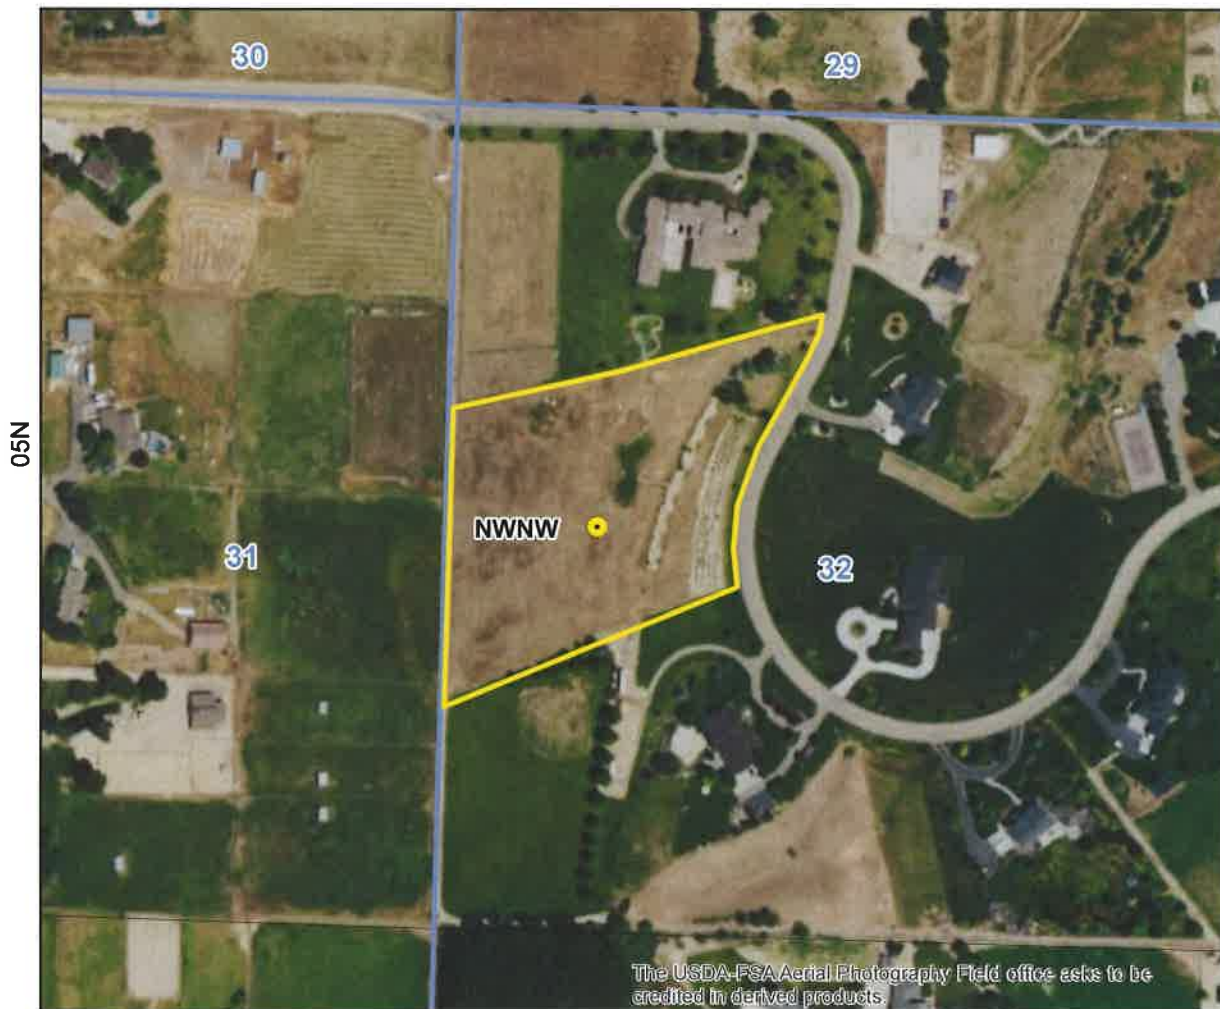 30
29
05N
NWNW
31
32
The USDA-FSA Aerial Photography Field office asks to be
credited in derived products.